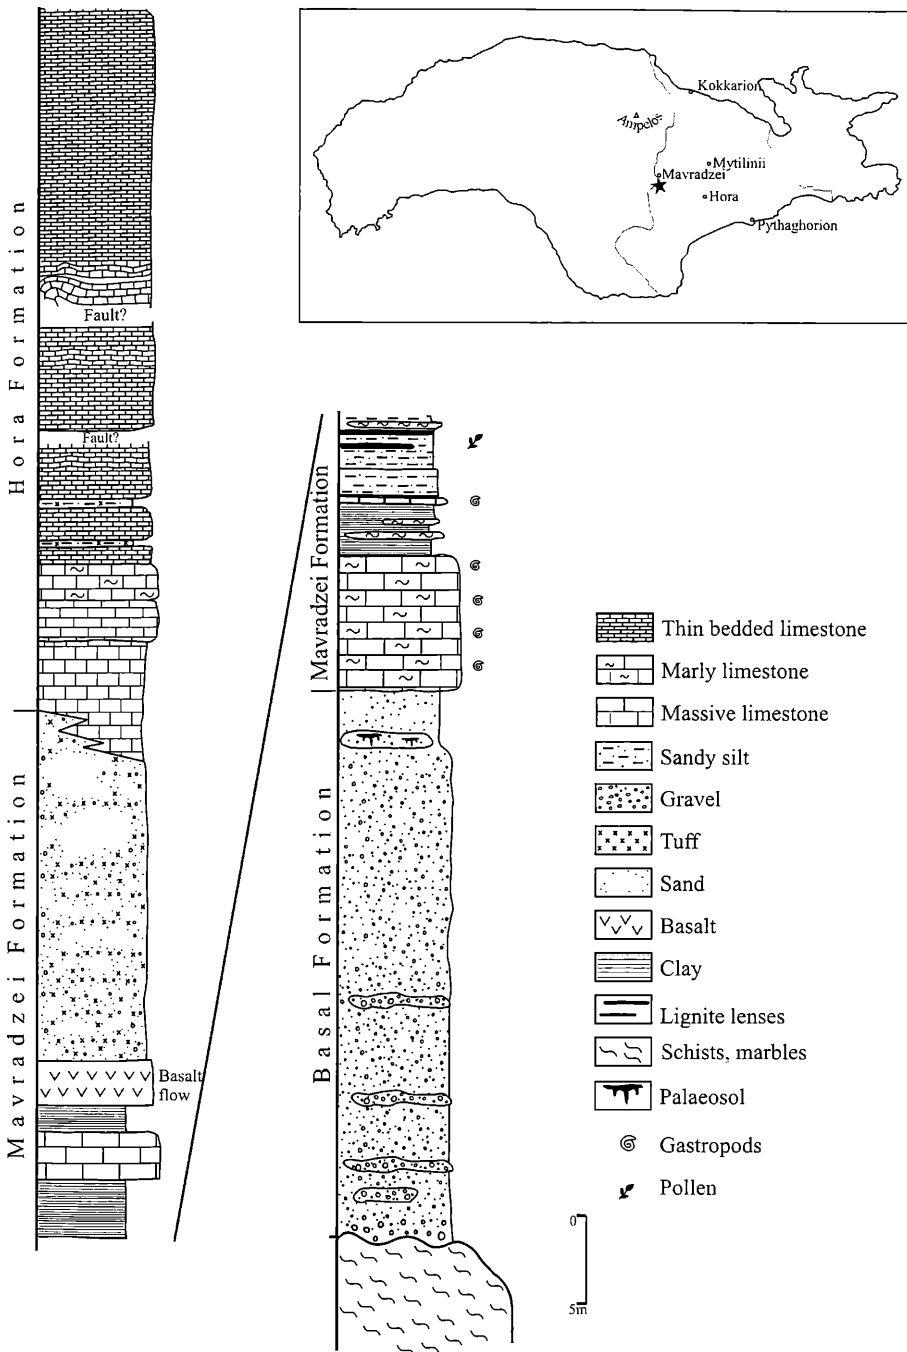 Kokkarion
Ampelos
Mytilinii
Mavradzei
Hora
Pythaghorion
Hora Formation
Fault?
Fault?
Mavradzei Formation
Basalt
flow
Mavradzei Formation
Basal Formation
Thin bedded limestone
Marly limestone
Massive limestone
Sandy silt
Gravel
Tuff
Sand
Basalt
Clay
Lignite lenses
Schists, marbles
Palaeosol
Gastropods
Pollen
0
5m